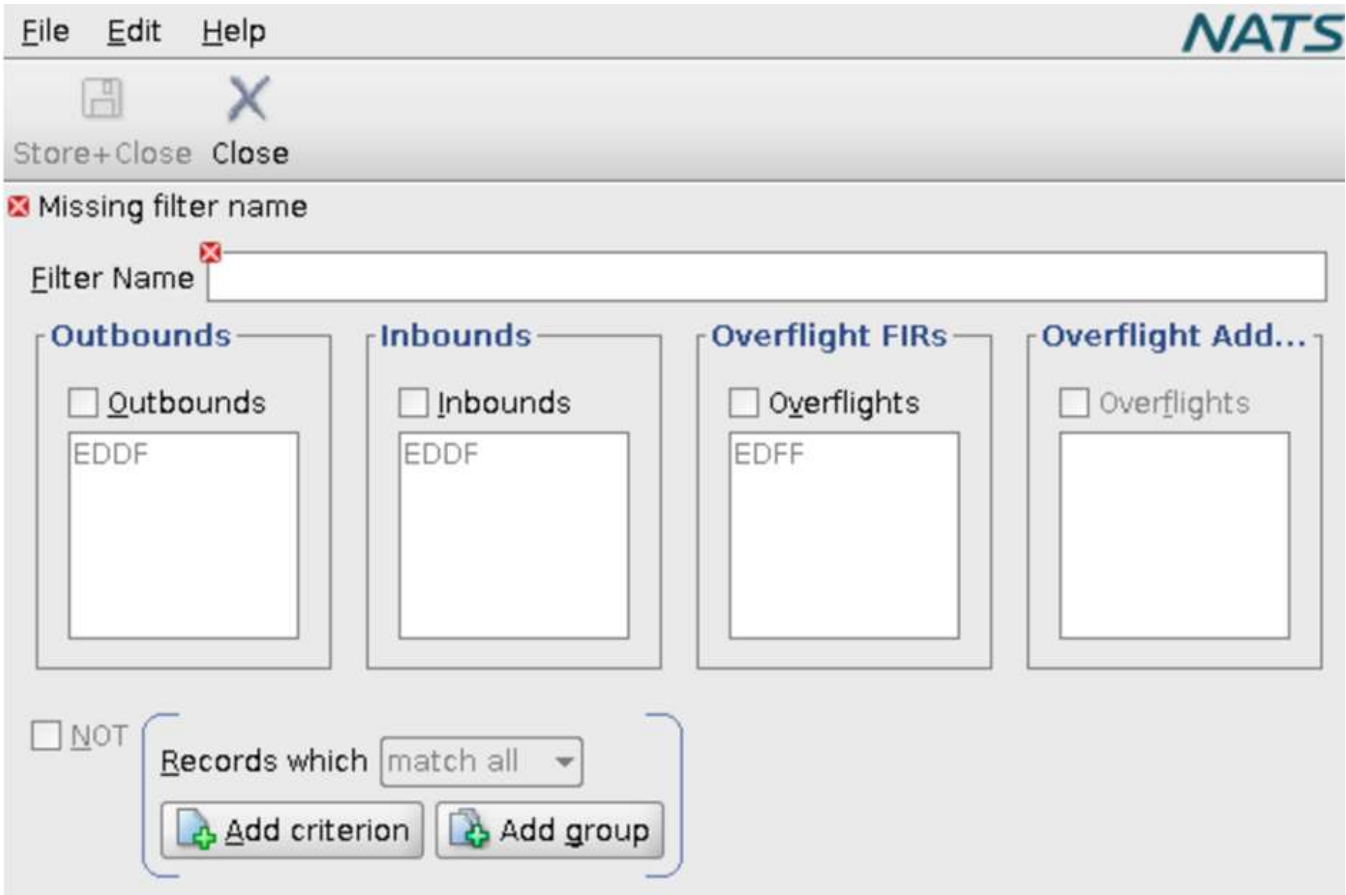 File Edit Help NATS
Store+Close Close
Missing filter name
Filter Name
Outbounds Inbounds Overflight FIRs Overflight Add...
Outbounds Inbounds Overflights Overflights
EDDF EDDF EDFF
NOT
Records which match all
Add criterion Add group